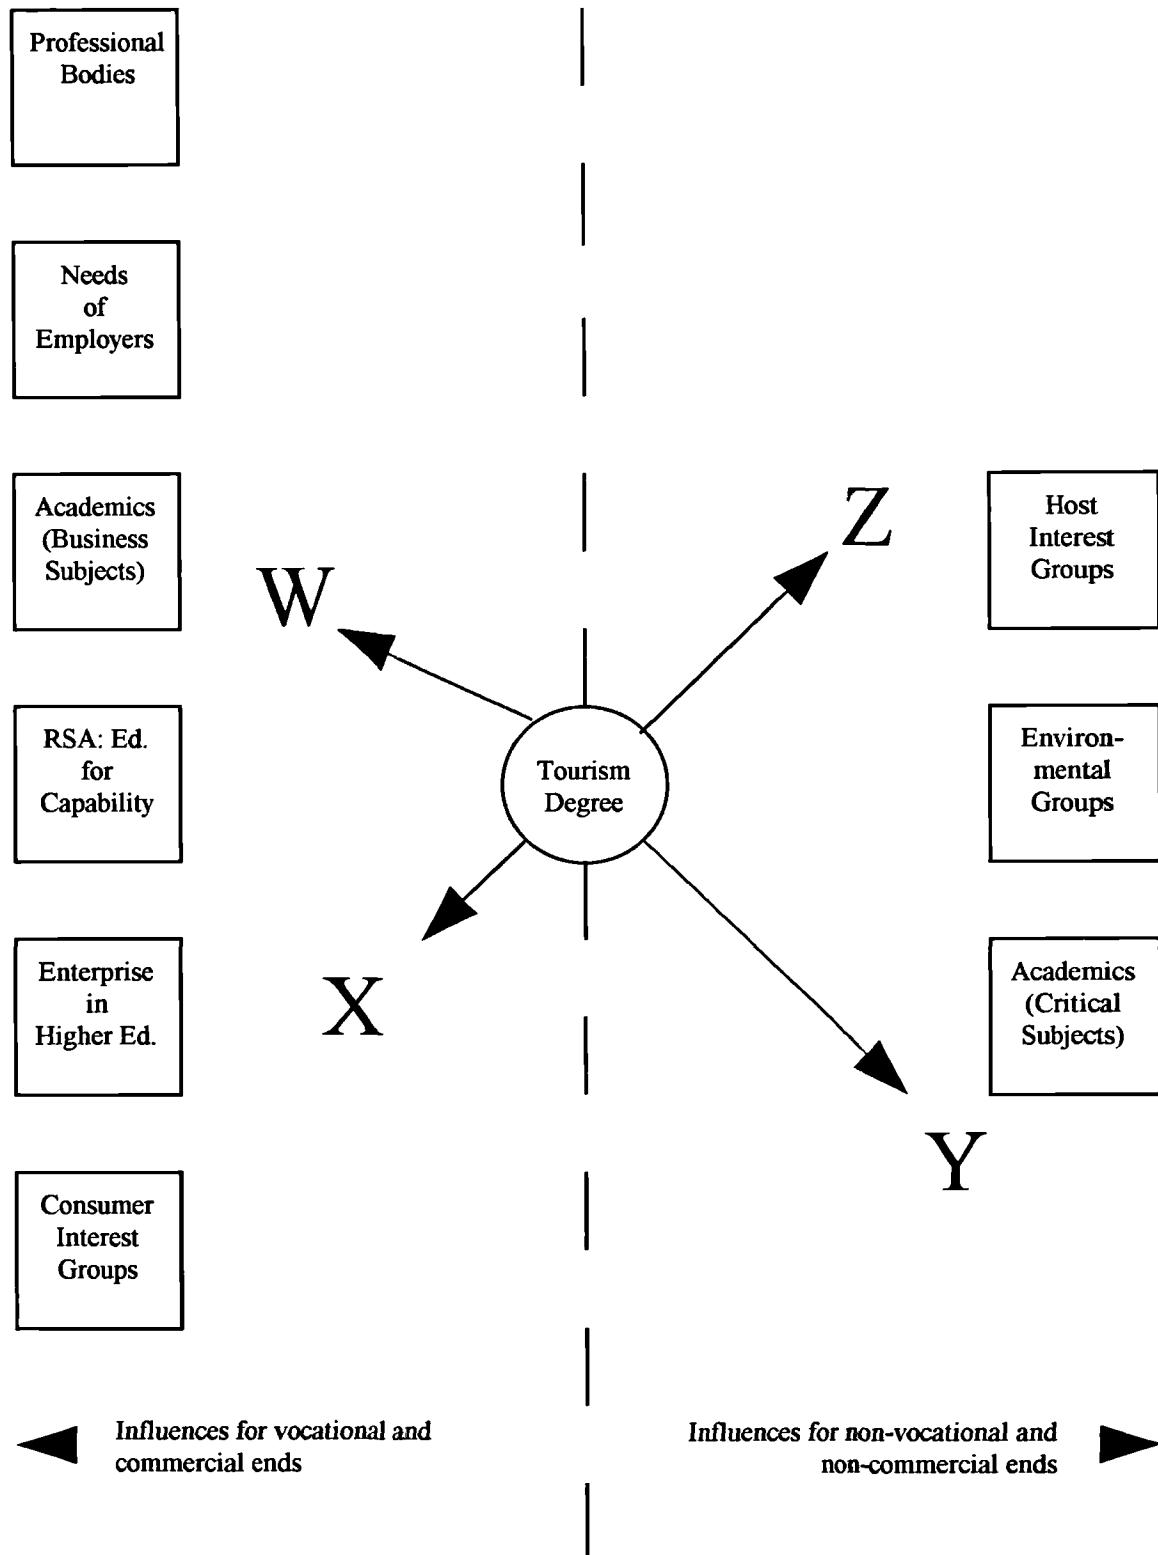 Professional
Bodies
Needs
of
Employers
Academics
(Business
Subjects)
RSA: Ed.
for
Capability
Enterprise
in
Higher Ed.
Consumer
Interest
Groups
W
X
Tourism
Degree
Z
Y
Host
Interest
Groups
Environ-
mental
Groups
Academics
(Critical
Subjects)
Influences for vocational and
commercial ends
Influences for non-vocational and
non-commercial ends